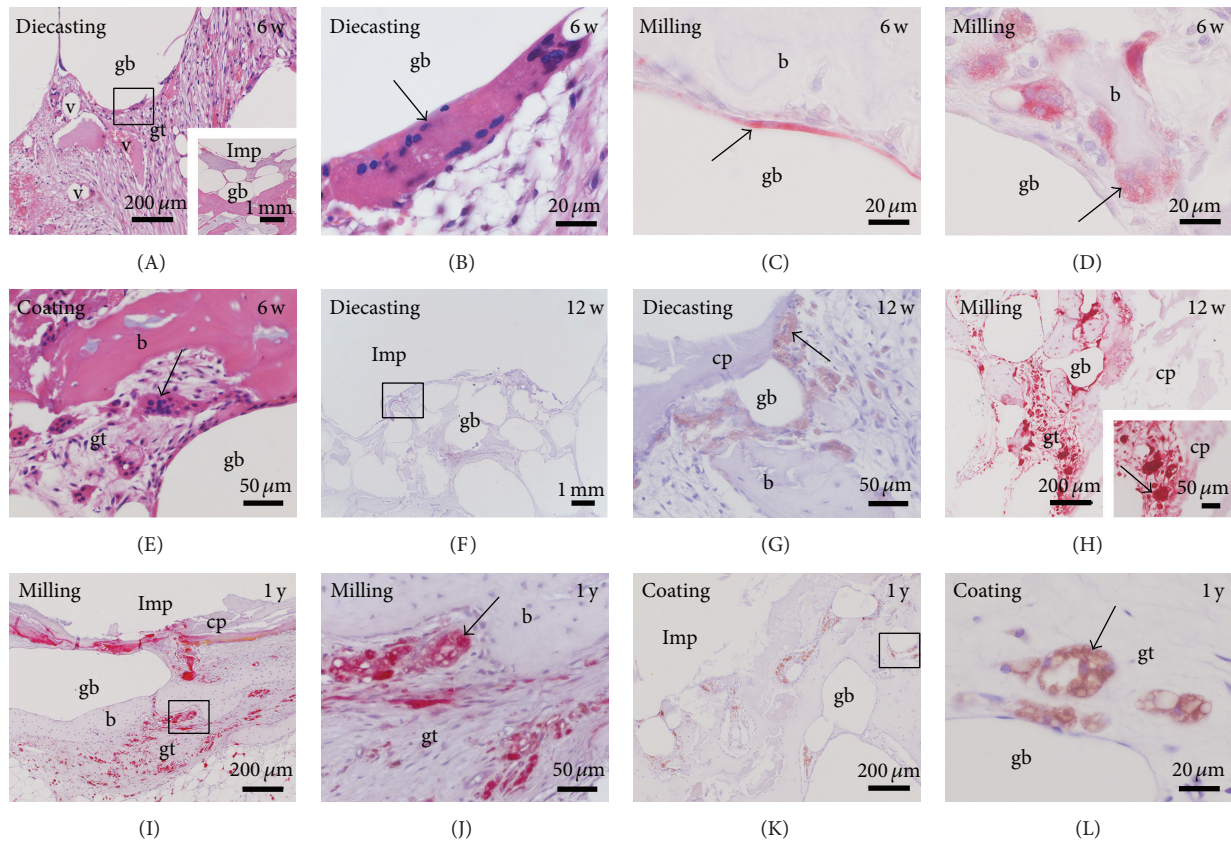 Diecasting 6 w
gb
v
gt
v
v
200 μm
Imp
gb
1 mm
(A)
Diecasting 6 w
gb
20 μm
(B)
Milling 6 w
b
gb
20 μm
(C)
Milling 6 w
b
gb
20 μm
(D)
Coating 6 w
b
gt
gb
50 μm
(E)
Diecasting 12 w
Imp
gb
1 mm
(F)
Diecasting 12 w
cp
gb
b
50 μm
(G)
Milling 12 w
gb
cp
gt
200 μm
cp
50 μm
(H)
Milling 1 y
Imp
cp
gb
b
gt
200 μm
(I)
Milling 1 y
b
gt
50 μm
(J)
Coating 1 y
Imp
gb
200 μm
(K)
Coating 1 y
gt
gb
20 μm
(L)